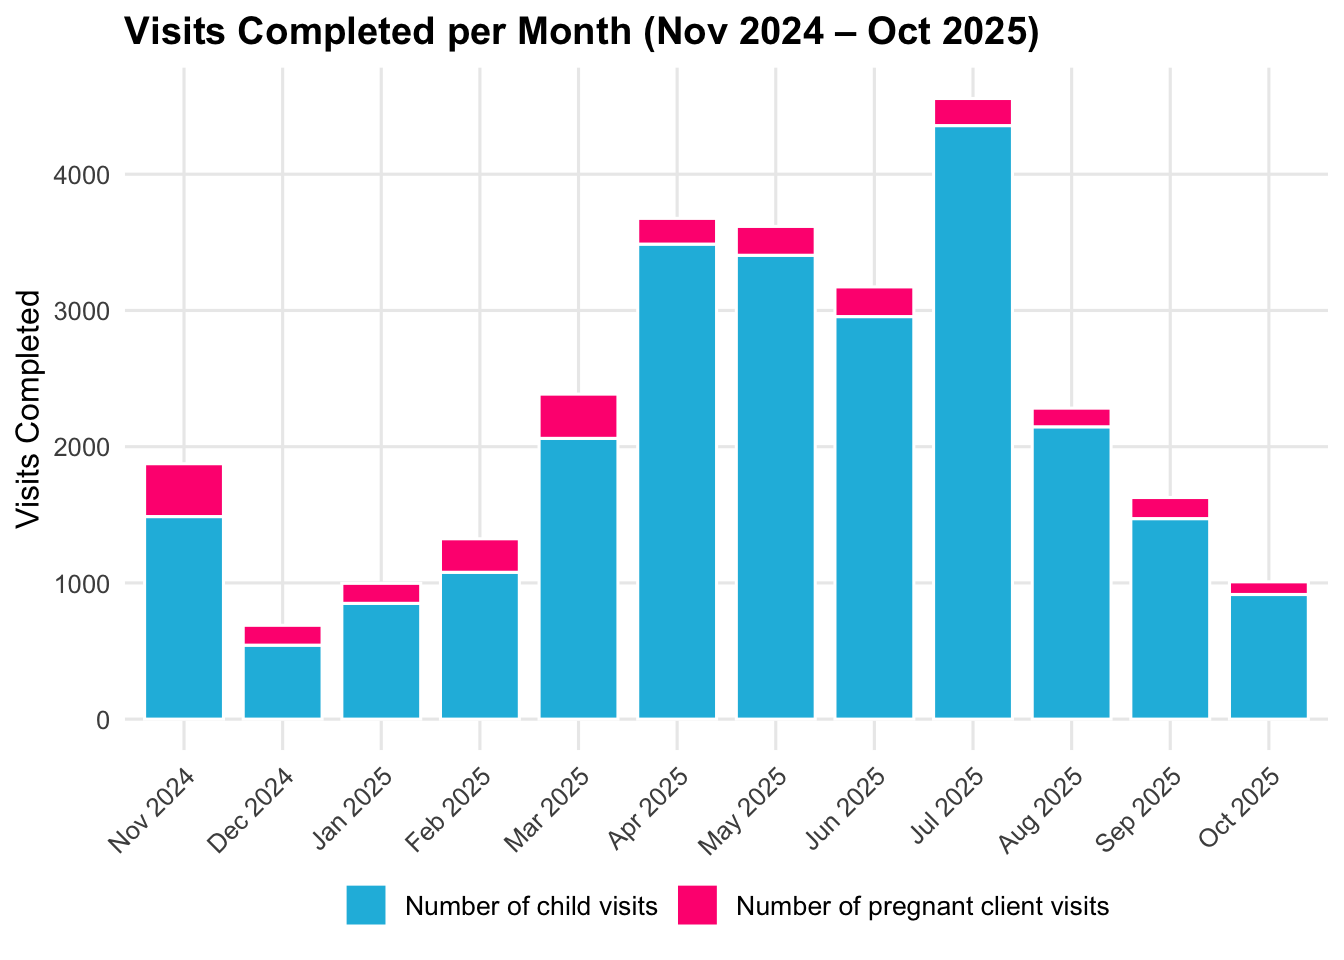 Visits Completed per Month (Nov 2024 – Oct 2025)
Visits Completed
4000
3000
2000
1000
0
Nov 2024
Dec 2024
Jan 2025
Feb 2025
Mar 2025
Apr 2025
May 2025
Jun 2025
Jul 2025
Aug 2025
Sep 2025
Oct 2025
Number of child visits
Number of pregnant client visits